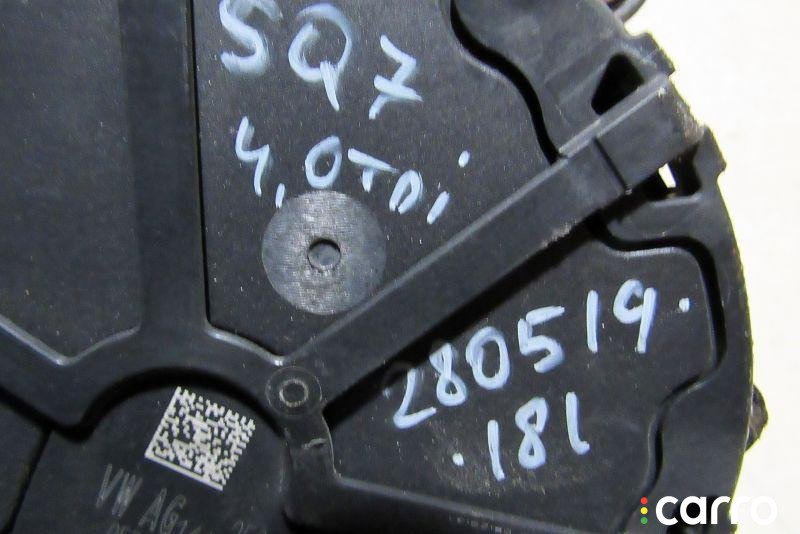 SQ7
4,0TDi
280519.
.181
VW AG
carro